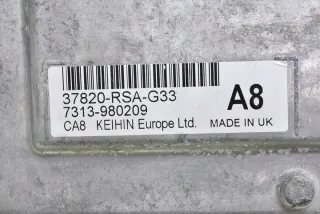 37820-RSA-G33
7313-980209
A8
CA8 KEIHIN Europe Ltd. MADE IN UK